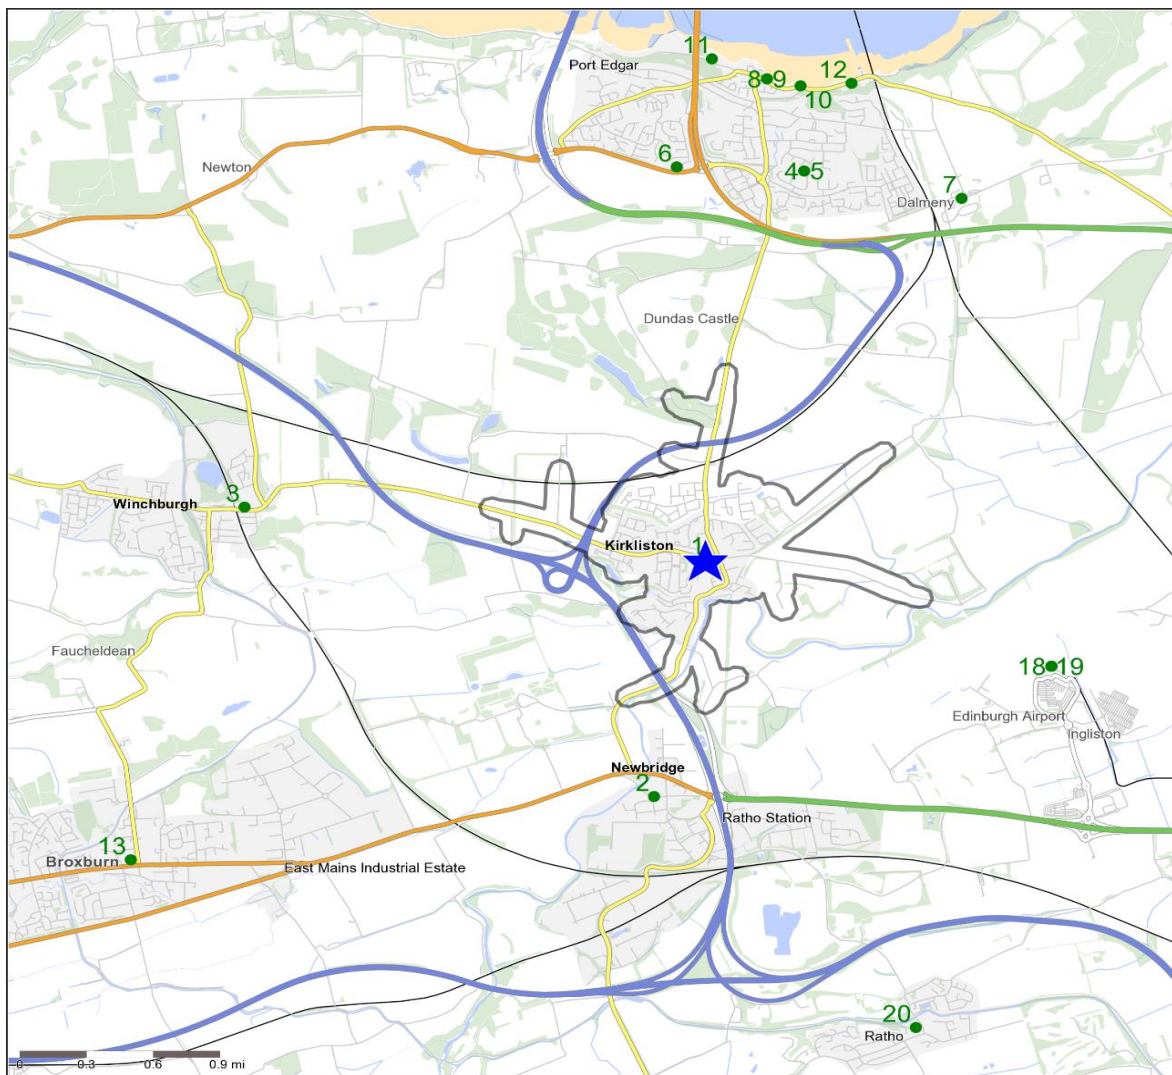 11
Port Edgar
8 9
12
10
6
4 5
Newton
7
Dalmeny
Dundas Castle
3
Winchburgh
Kirkliston
1
Faucheldean
18 19
Edinburgh Airport
Ingliston
Newbridge
2
Ratho Station
13
Broxburn
East Mains Industrial Estate
20
Ratho
0 0.3 0.6 0.9 mi